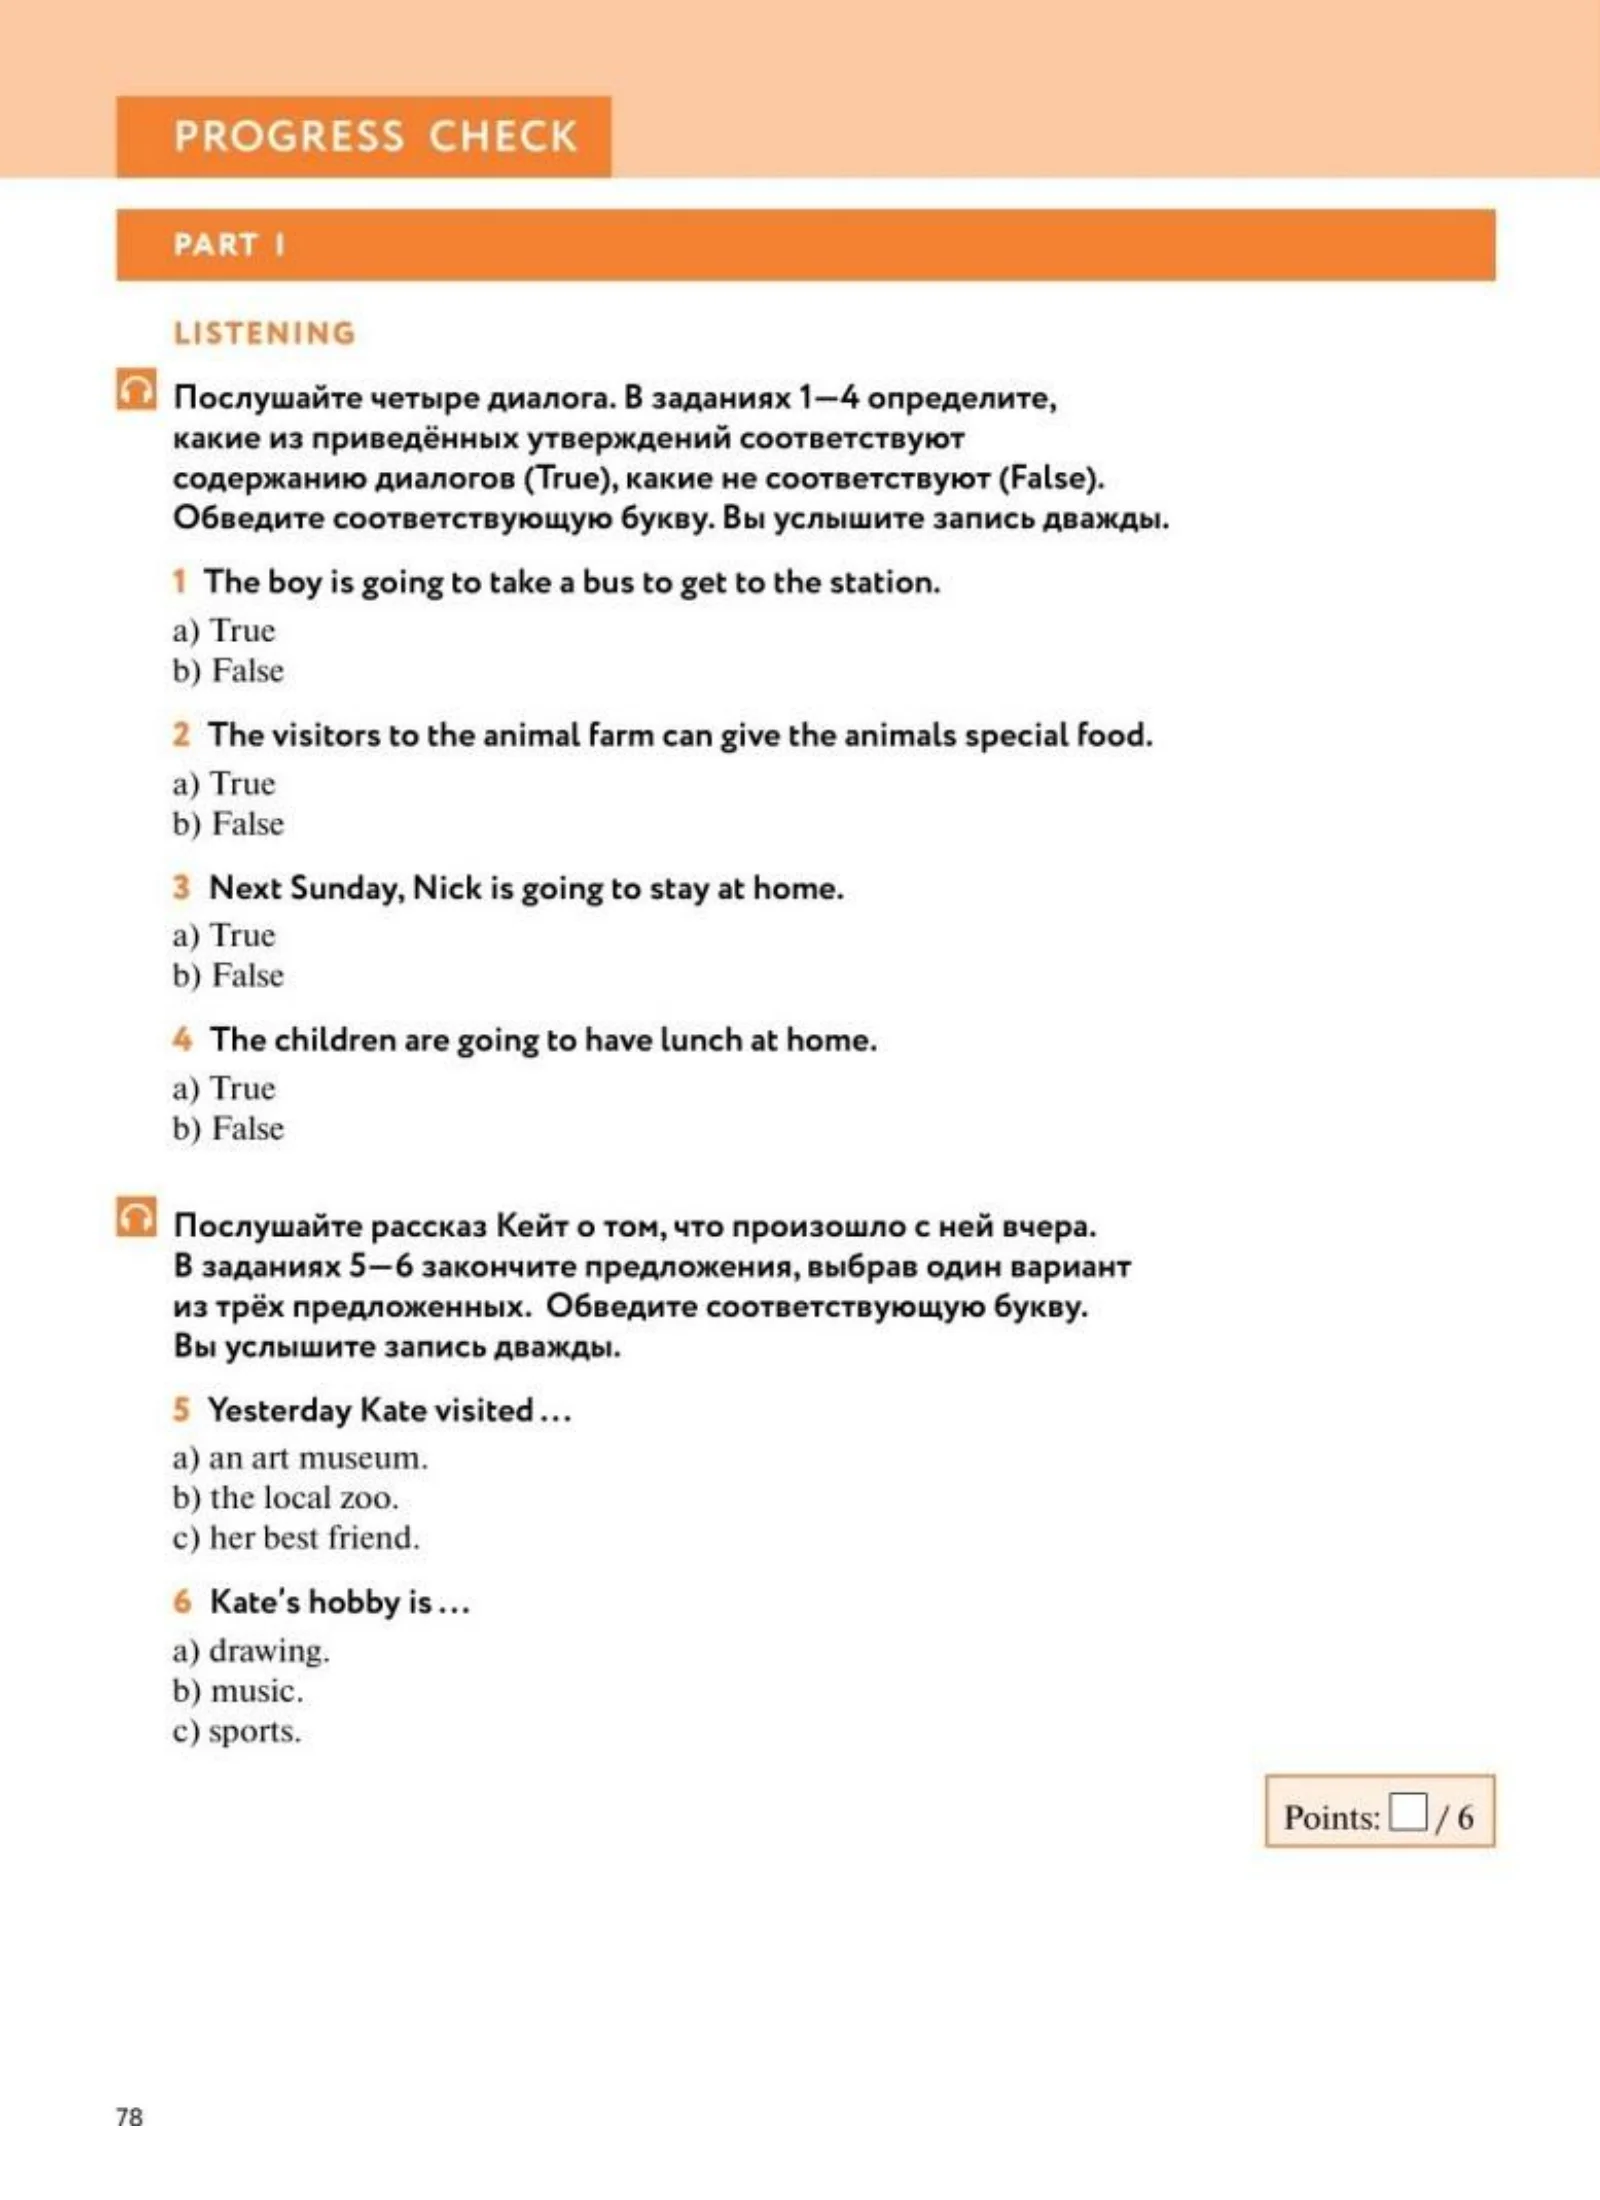 PROGRESS CHECK
PART I
LISTENING
Послушайте четыре диалога. В заданиях 1—4 определите,
какие из приведённых утверждений соответствуют
содержанию диалогов (True), какие не соответствуют (False).
Обведите соответствующую букву. Вы услышите запись дважды.
1 The boy is going to take a bus to get to the station.
a) True
b) False
2 The visitors to the animal farm can give the animals special food.
a) True
b) False
3 Next Sunday, Nick is going to stay at home.
a) True
b) False
4 The children are going to have lunch at home.
a) True
b) False
Послушайте рассказ Кейт о том, что произошло с ней вчера.
В заданиях 5—6 закончите предложения, выбрав один вариант
из трёх предложенных. Обведите соответствующую букву.
Вы услышите запись дважды.
5 Yesterday Kate visited ...
a) an art museum.
b) the local zoo.
c) her best friend.
6 Kate's hobby is ...
a) drawing.
b) music.
c) sports.
Points: / 6
78